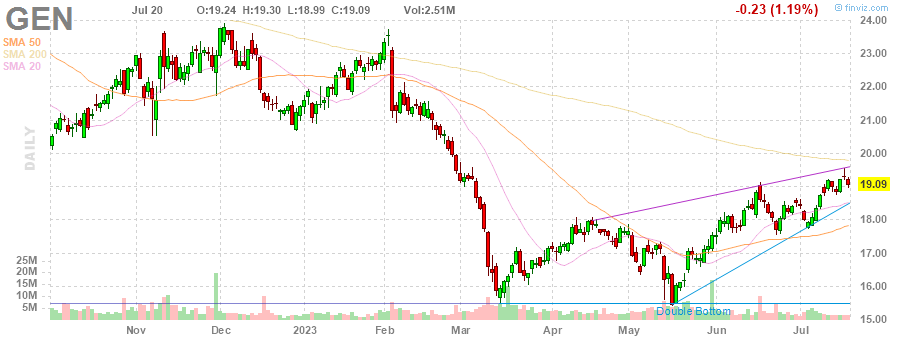 GEN Jul 20 O:19.24 H:19.30 L:18.99 C:19.09 Vol:2.51M -0.23 (1.19%) © finviz.com
SMA 50
SMA 200
SMA 20
DAILY
24.00
23.00
22.00
21.00
20.00
19.09
18.00
17.00
16.00
15.00
25M
20M
15M
10M
5M
Double Bottom
Nov Dec 2023 Feb Mar Apr May Jun Jul